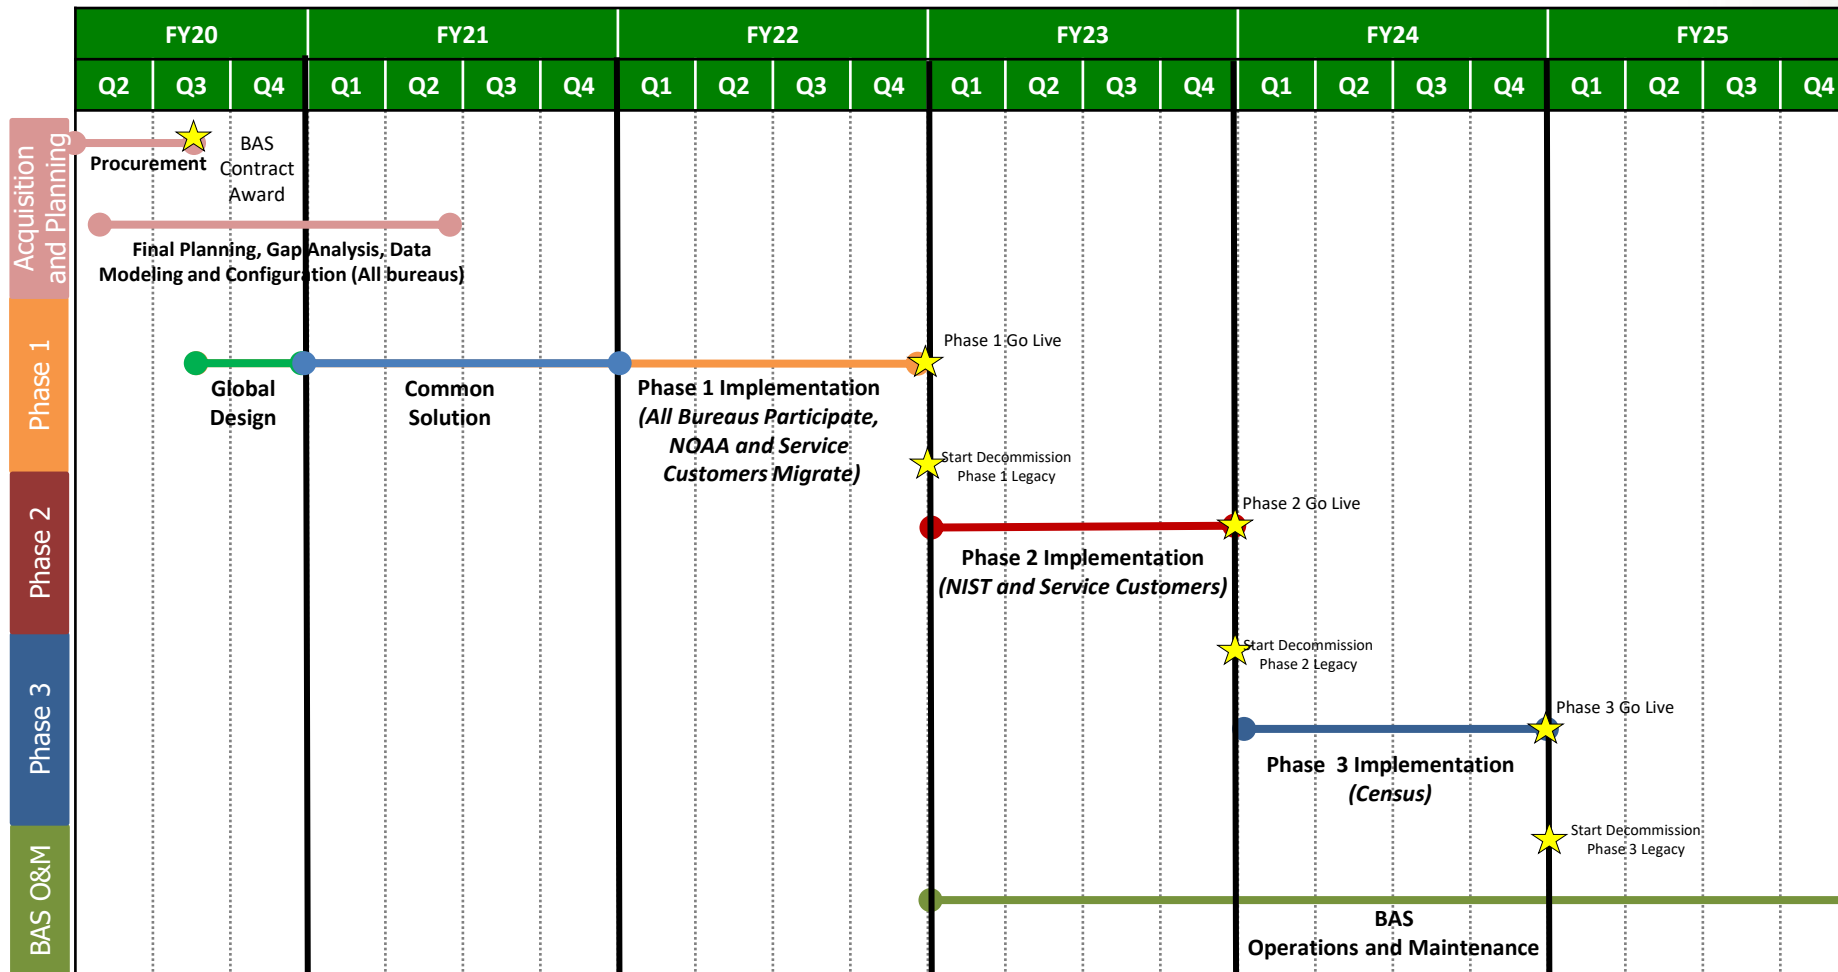 FY20 FY21 FY22 FY23 FY24 FY25
Q2 Q3 Q4 Q1 Q2 Q3 Q4 Q1 Q2 Q3 Q4 Q1 Q2 Q3 Q4 Q1 Q2 Q3 Q4 Q1 Q2 Q3 Q4
Acquisition
and Planning
Procurement
BAS
Contract
Award
Final Planning, Gap Analysis, Data
Modeling and Configuration (All bureaus)
Phase 1
Global
Design
Common
Solution
Phase 1 Implementation
(All Bureaus Participate,
NOAA and Service
Customers Migrate)
Phase 1 Go Live
Start Decommission
Phase 1 Legacy
Phase 2
Phase 2 Implementation
(NIST and Service Customers)
Phase 2 Go Live
Start Decommission
Phase 2 Legacy
Phase 3
Phase 3 Implementation
(Census)
Phase 3 Go Live
Start Decommission
Phase 3 Legacy
BAS O&M
BAS
Operations and Maintenance